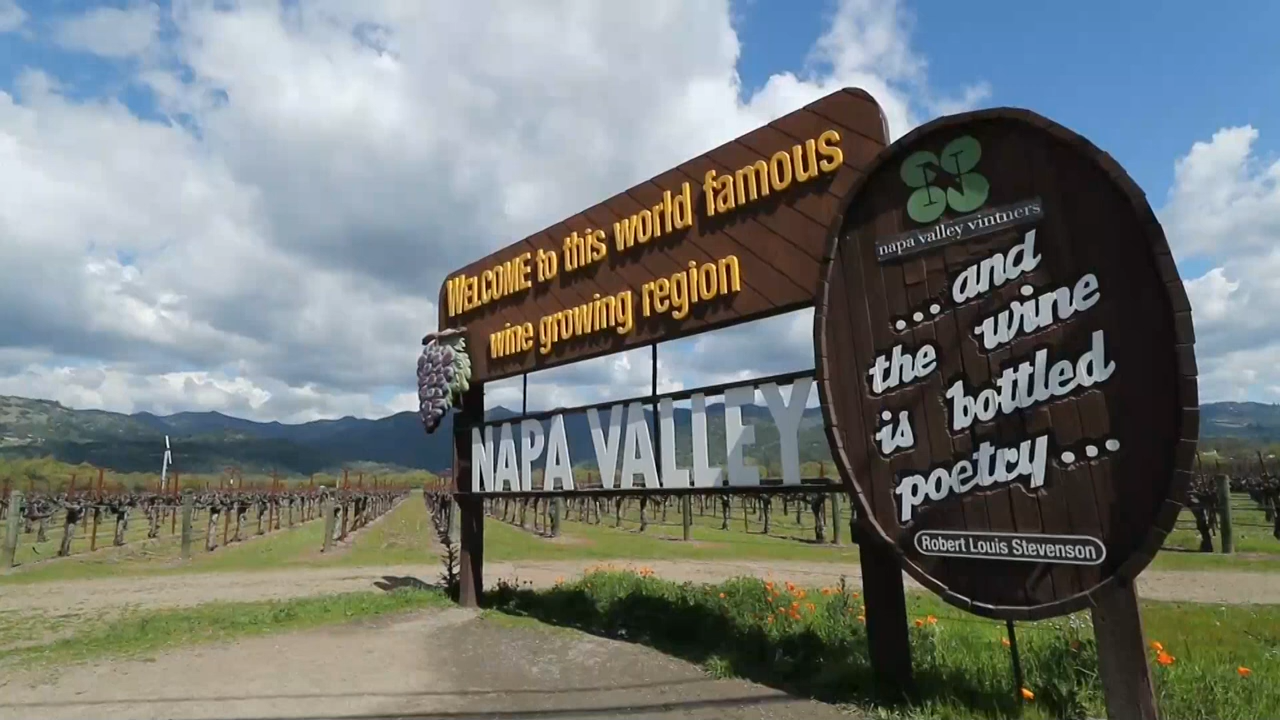 WELCOME to this world famous
wine growing region
NAPA VALLEY
N
napa valley vintners
...and
the wine
is bottled
poetry...
Robert Louis Stevenson